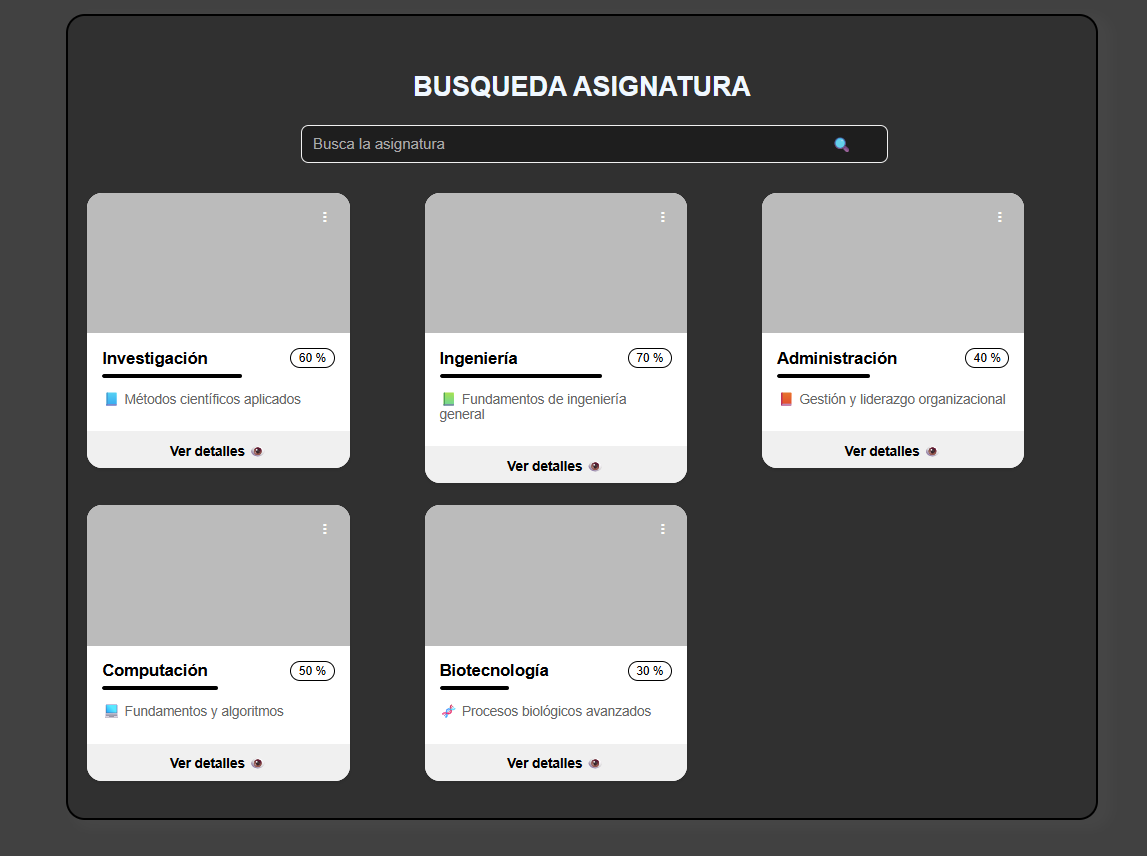 BUSQUEDA ASIGNATURA
Busca la asignatura 🔍
Investigación 60 %
📘 Métodos científicos aplicados
Ver detalles 👁
Ingeniería 70 %
📗 Fundamentos de ingeniería
general
Ver detalles 👁
Administración 40 %
📕 Gestión y liderazgo organizacional
Ver detalles 👁
Computación 50 %
💻 Fundamentos y algoritmos
Ver detalles 👁
Biotecnología 30 %
🧬 Procesos biológicos avanzados
Ver detalles 👁